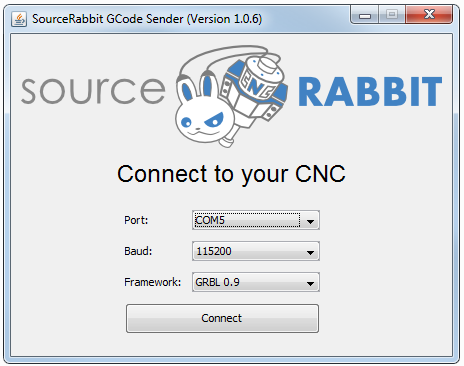 SourceRabbit GCode Sender (Version 1.0.6)
source CNC RABBIT
Connect to your CNC
Port: COM5
Baud: 115200
Framework: GRBL 0.9
Connect